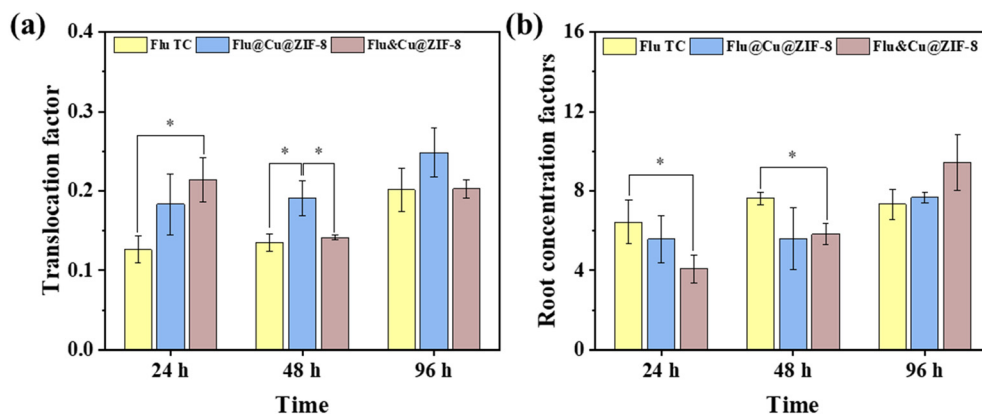 (a)
Flu TC Flu@Cu@ZIF-8 Flu&Cu@ZIF-8
Translocation factor
0.4
0.3
0.2
0.1
0.0
*
* *
24 h 48 h 96 h
Time
(b)
Flu TC Flu@Cu@ZIF-8 Flu&Cu@ZIF-8
Root concentration factors
16
12
8
4
0
* *
24 h 48 h 96 h
Time